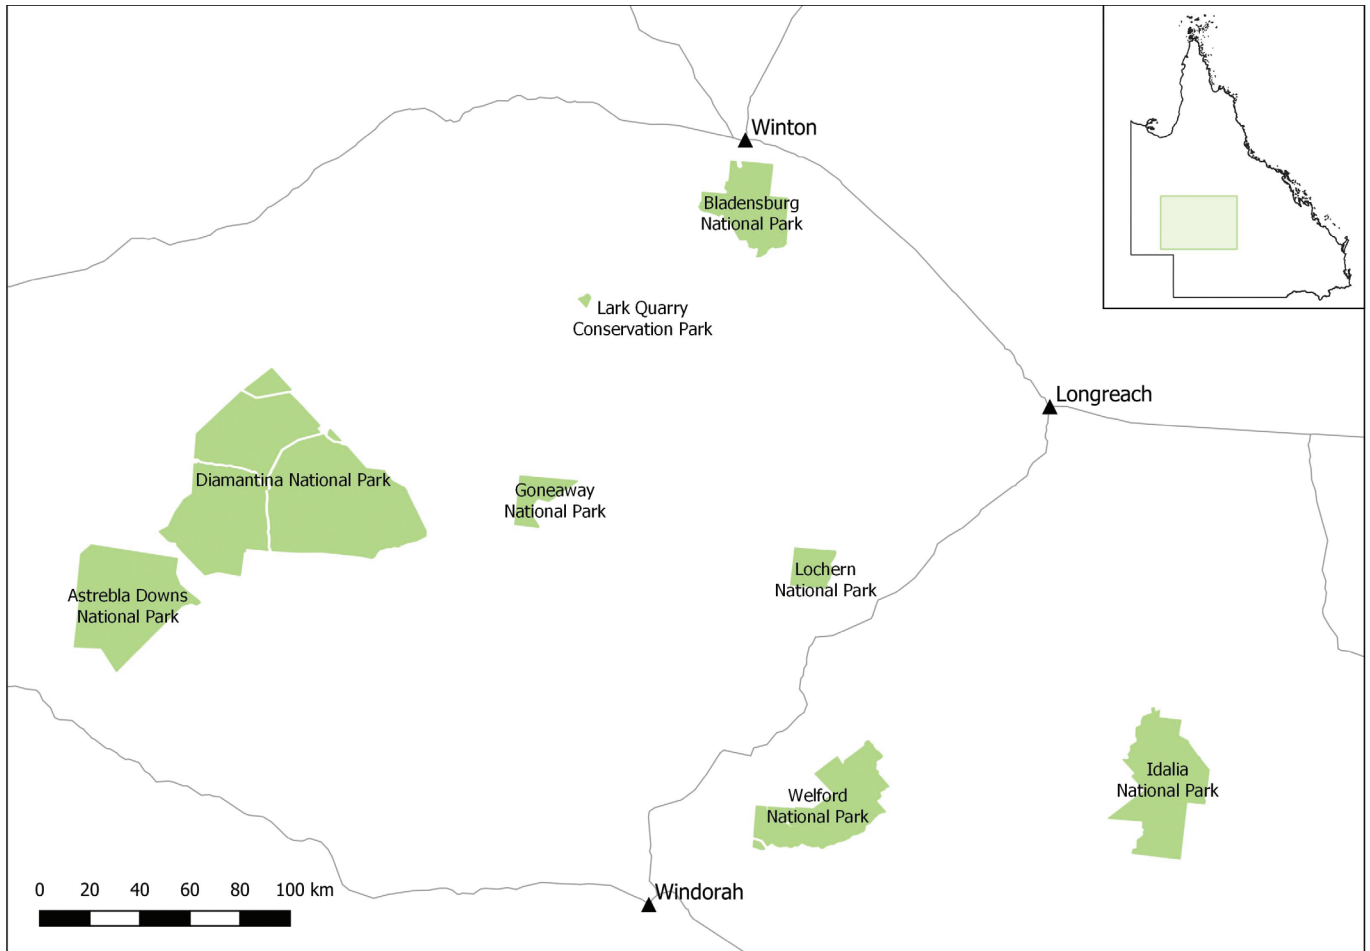 Winton
Bladensburg
National Park
Lark Quarry
Conservation Park
Longreach
Diamantina National Park
Goneaway
National Park
Lochern
National Park
Astrebla Downs
National Park
Idalia
National Park
Welford
National Park
0 20 40 60 80 100 km
Windorah